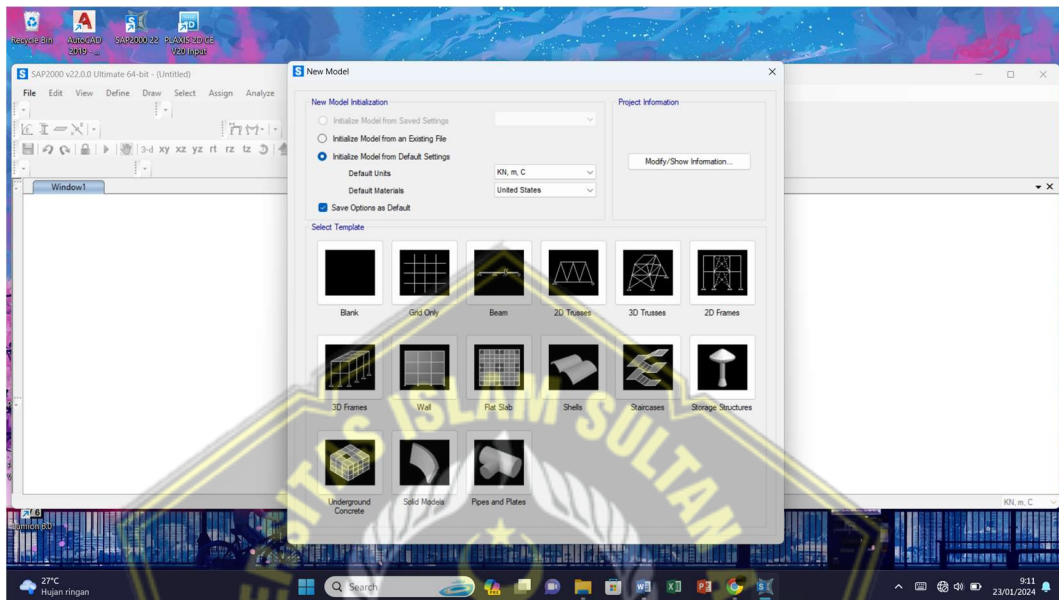 Recycle Bin
AutoCAD 2019 - ...
SAP2000 22
PLAXIS 2D CE V20 Input
SAP2000 v22.0.0 Ultimate 64-bit - (Untitled)
File Edit View Define Draw Select Assign Analyze
3-d xy xz yz rt rz tz
Window1
New Model
New Model Initialization
Initialize Model from Saved Settings
Initialize Model from an Existing File
Initialize Model from Default Settings
Default Units KN, m, C
Default Materials United States
Save Options as Default
Project Information
Modify/Show Information...
Select Template
Blank Grid Only Beam 2D Trusses 3D Trusses 2D Frames
3D Frames Wall Flat Slab Shells Staircases Storage Structures
Underground Concrete Solid Models Pipes and Plates
ISLAM SULTAN
KN, m, C
27°C
Hujan ringan
Search
9:11
23/01/2024